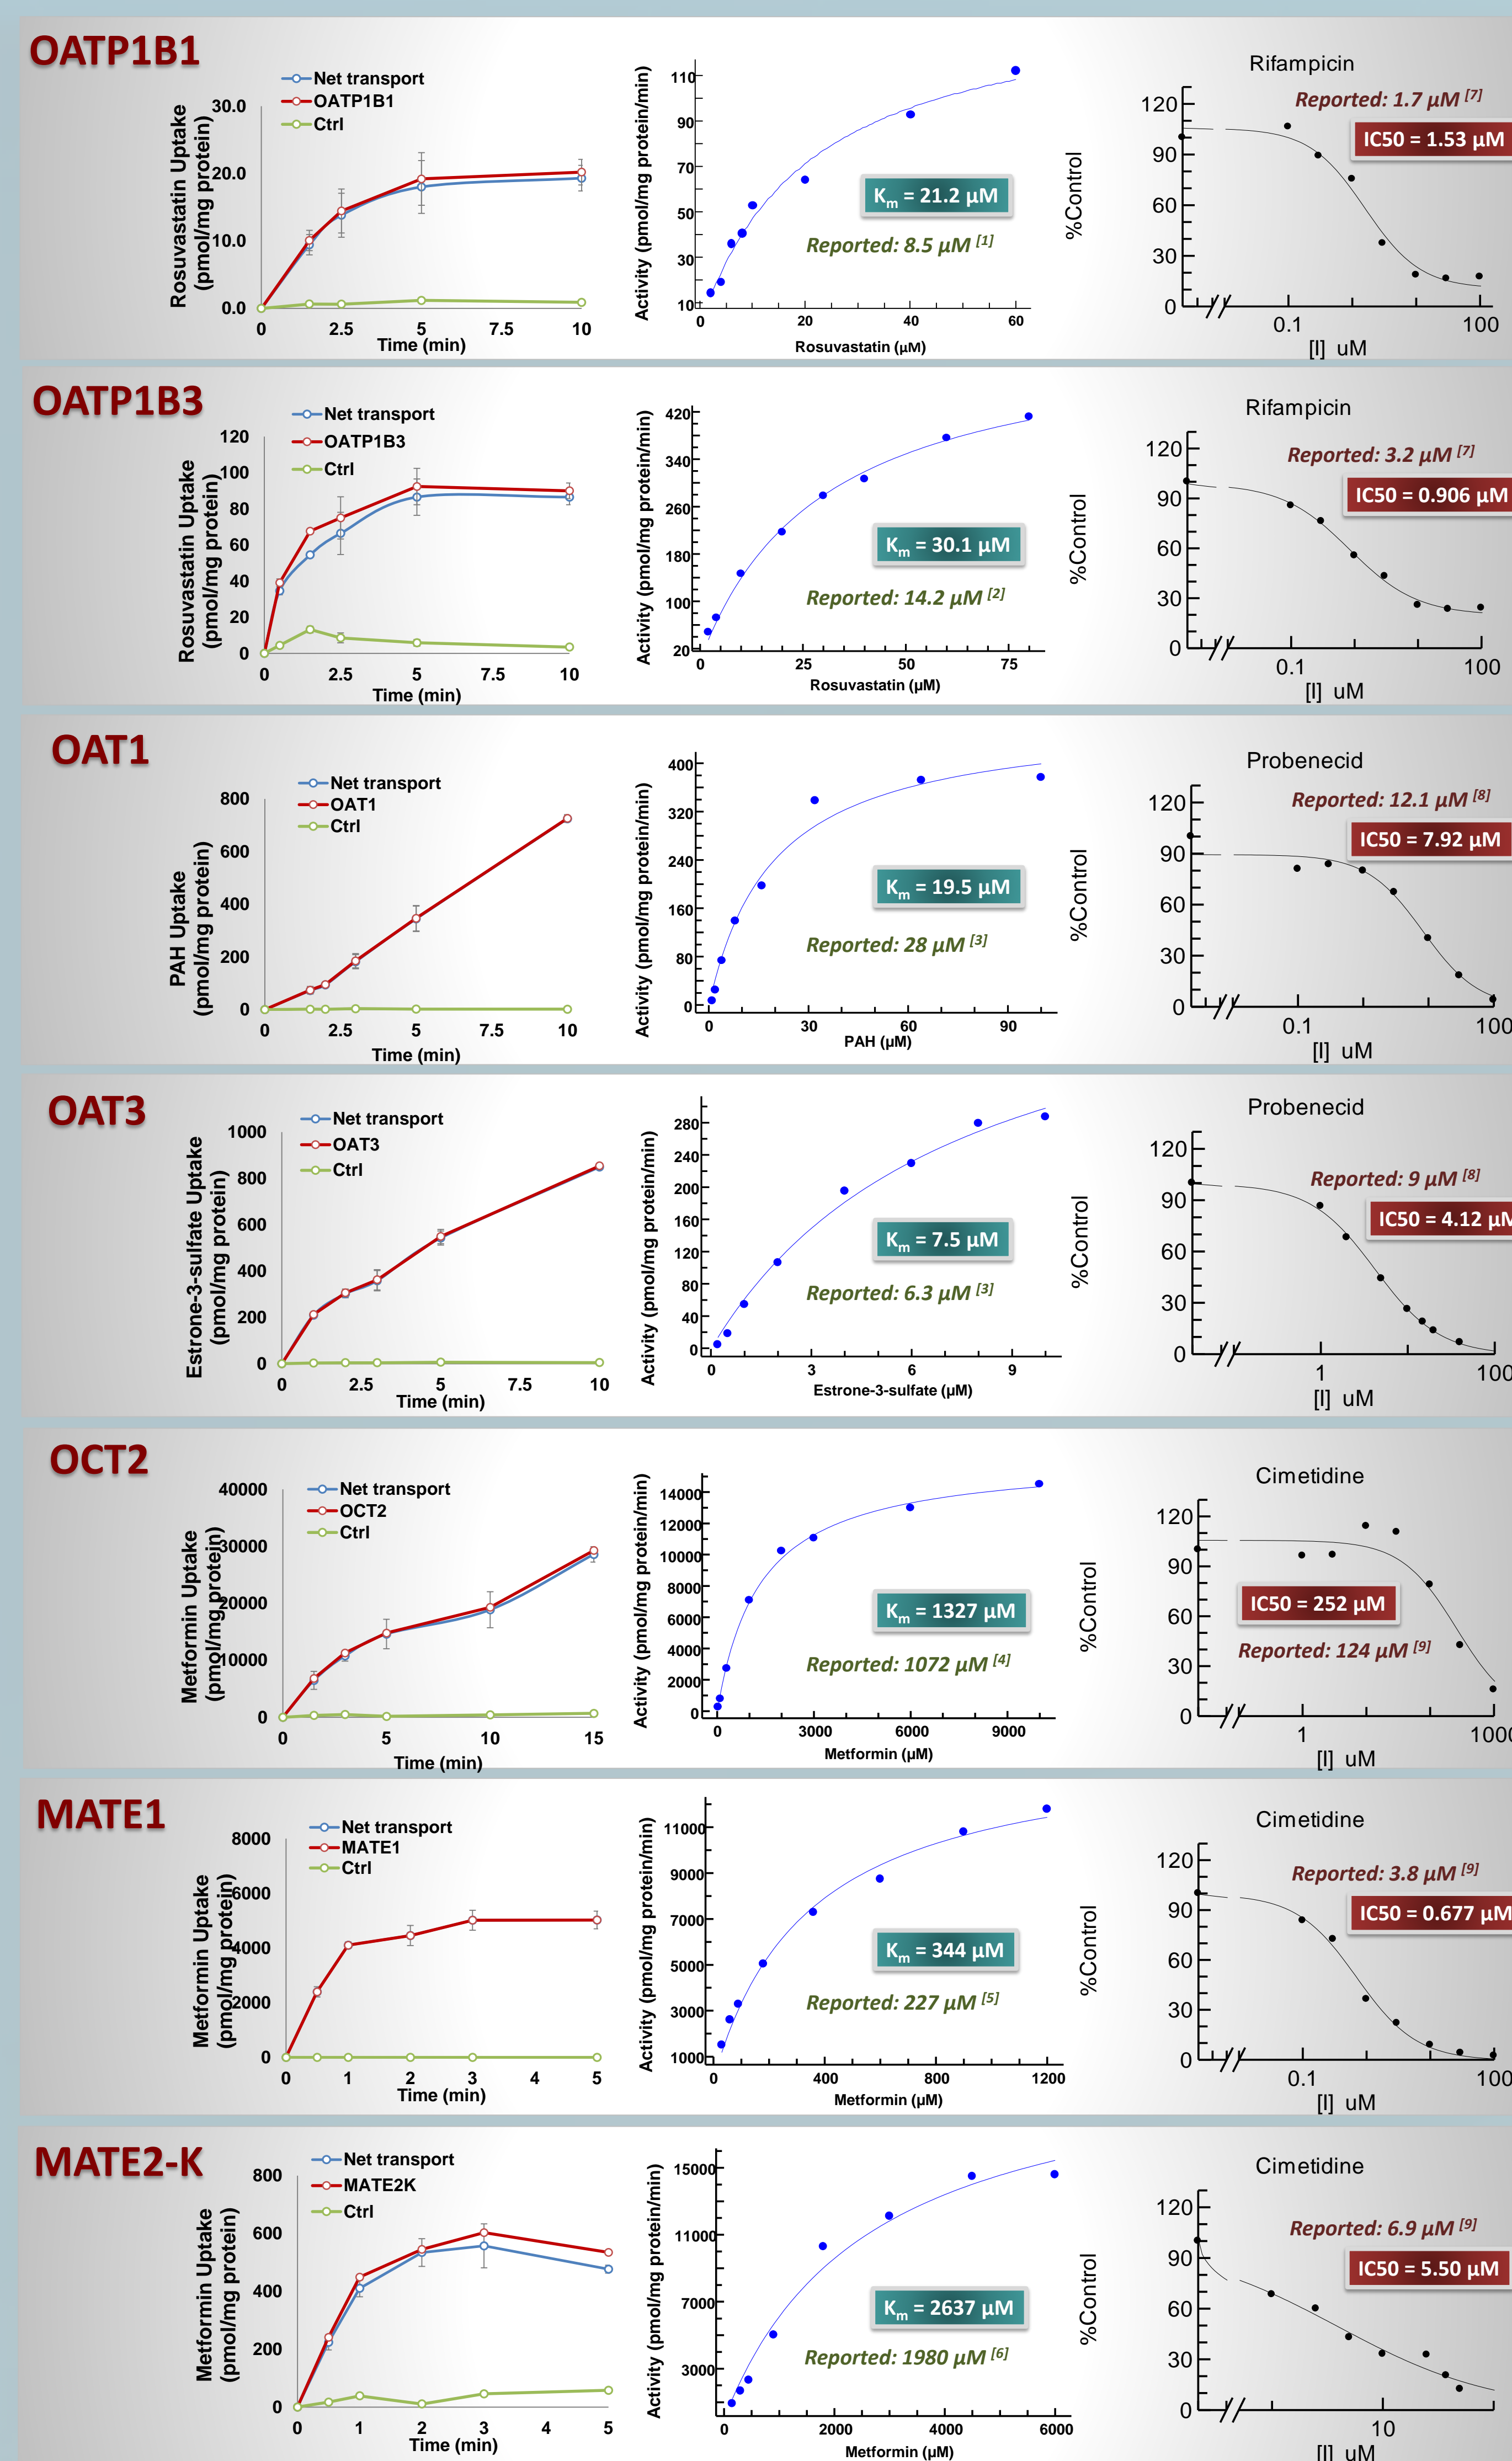 OATP1B1
Net transport
OATP1B1
Ctrl
Rosuvastatin Uptake
(pmol/mg protein)
30.0
20.0
10.0
0.0
0 2.5 5 7.5 10
Time (min)
Activity (pmol/mg protein/min)
110
90
70
50
30
10
0 20 40 60
Rosuvastatin (µM)
Km = 21.2 µM
Reported: 8.5 µM [1]
Rifampicin
Reported: 1.7 µM [7]
IC50 = 1.53 µM
%Control
120
90
60
30
0
0.1 100
[I] uM
OATP1B3
Net transport
OATP1B3
Ctrl
Rosuvastatin Uptake
(pmol/mg protein)
120
100
80
60
40
20
0
0 2.5 5 7.5 10
Time (min)
Activity (pmol/mg protein/min)
420
340
260
180
100
20
0 25 50 75
Rosuvastatin (µM)
Km = 30.1 µM
Reported: 14.2 µM [2]
Rifampicin
Reported: 3.2 µM [7]
IC50 = 0.906 µM
%Control
120
90
60
30
0
0.1 100
[I] uM
OAT1
Net transport
OAT1
Ctrl
PAH Uptake
(pmol/mg protein)
800
600
400
200
0
0 2.5 5 7.5 10
Time (min)
Activity (pmol/mg protein/min)
400
320
240
160
80
0
0 30 60 90
PAH (µM)
Km = 19.5 µM
Reported: 28 µM [3]
Probenecid
Reported: 12.1 µM [8]
IC50 = 7.92 µM
%Control
120
90
60
30
0
0.1 100
[I] uM
OAT3
Net transport
OAT3
Ctrl
Estrone-3-sulfate Uptake
(pmol/mg protein)
1000
800
600
400
200
0
0 2.5 5 7.5 10
Time (min)
Activity (pmol/mg protein/min)
280
240
200
160
120
80
40
0
0 3 6 9
Estrone-3-sulfate (µM)
Km = 7.5 µM
Reported: 6.3 µM [3]
Probenecid
Reported: 9 µM [8]
IC50 = 4.12 µM
%Control
120
90
60
30
0
1 100
[I] uM
OCT2
Net transport
OCT2
Ctrl
Metformin Uptake
(pmol/mg protein)
40000
30000
20000
10000
0
0 5 10 15
Time (min)
Activity (pmol/mg protein/min)
14000
12000
10000
8000
6000
4000
2000
0
0 3000 6000 9000
Metformin (µM)
Km = 1327 µM
Reported: 1072 µM [4]
Cimetidine
IC50 = 252 µM
Reported: 124 µM [9]
%Control
120
90
60
30
0
1 1000
[I] uM
MATE1
Net transport
MATE1
Ctrl
Metformin Uptake
(pmol/mg protein)
8000
6000
4000
2000
0
0 1 2 3 4 5
Time (min)
Activity (pmol/mg protein/min)
11000
9000
7000
5000
3000
1000
0 400 800 1200
Metformin (µM)
Km = 344 µM
Reported: 227 µM [5]
Cimetidine
Reported: 3.8 µM [9]
IC50 = 0.677 µM
%Control
120
90
60
30
0
0.1 100
[I] uM
MATE2-K
Net transport
MATE2K
Ctrl
Metformin Uptake
(pmol/mg protein)
800
600
400
200
0
0 1 2 3 4 5
Time (min)
Activity (pmol/mg protein/min)
15000
11000
7000
3000
0 2000 4000 6000
Metformin (µM)
Km = 2637 µM
Reported: 1980 µM [6]
Cimetidine
Reported: 6.9 µM [9]
IC50 = 5.50 µM
%Control
120
90
60
30
0
10
[I] uM